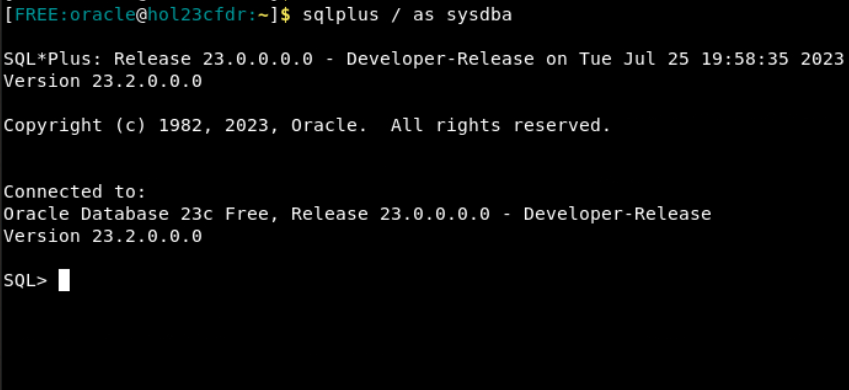 [FREE:oracle@hol23cfdr:~]$ sqlplus / as sysdba
SQL*Plus: Release 23.0.0.0.0 - Developer-Release on Tue Jul 25 19:58:35 2023
Version 23.2.0.0.0
Copyright (c) 1982, 2023, Oracle.  All rights reserved.
Connected to:
Oracle Database 23c Free, Release 23.0.0.0.0 - Developer-Release
Version 23.2.0.0.0
SQL>